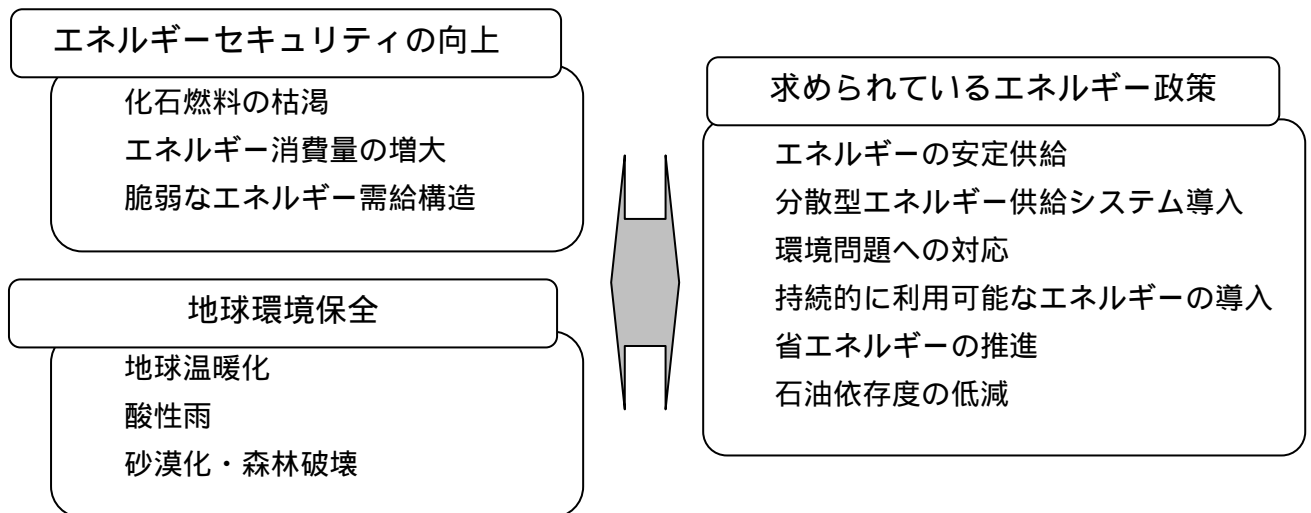 エネルギーセキュリティの向上
化石燃料の枯渇
エネルギー消費量の増大
脆弱なエネルギー需給構造
地球環境保全
地球温暖化
酸性雨
砂漠化・森林破壊
求められているエネルギー政策
エネルギーの安定供給
分散型エネルギー供給システム導入
環境問題への対応
持続的に利用可能なエネルギーの導入
省エネルギーの推進
石油依存度の低減